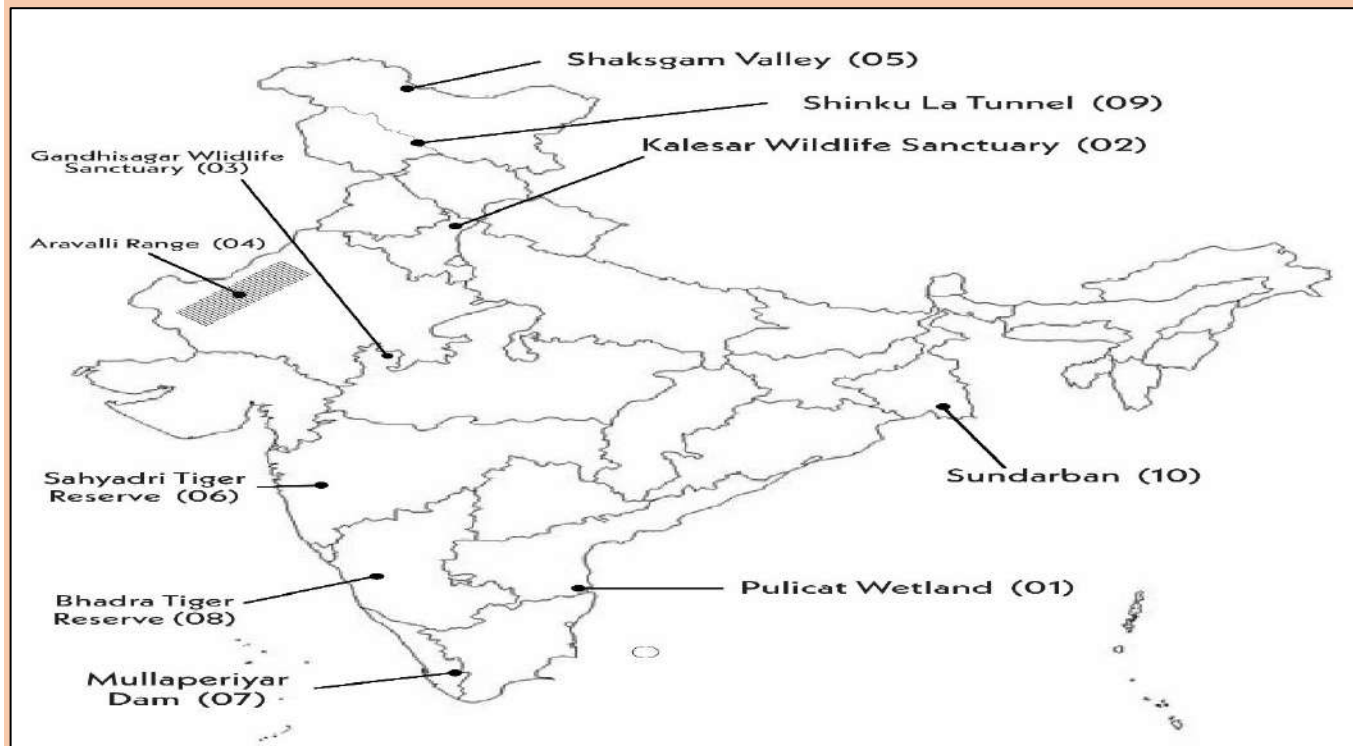 Shaksgam Valley (05)
Shinku La Tunnel (09)
Kalesar Wildlife Sanctuary (02)
Gandhisagar Wlidlife
Sanctuary (03)
Aravalli Range (04)
Sahyadri Tiger
Reserve (06)
Sundarban (10)
Pulicat Wetland (01)
Bhadra Tiger
Reserve (08)
Mullaperiyar
Dam (07)